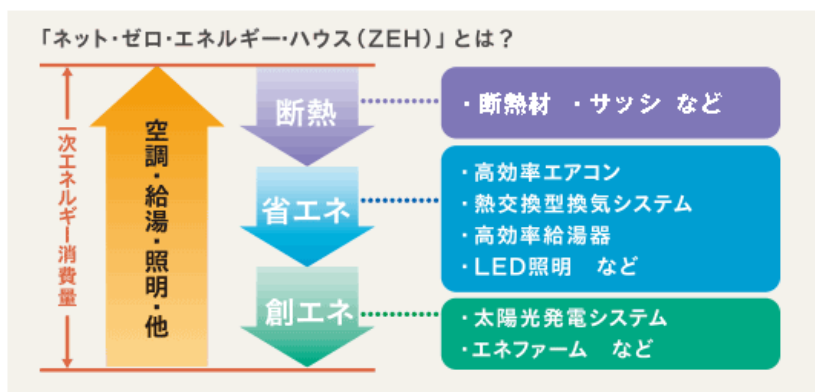 「ネット・ゼロ・エネルギー・ハウス(ZEH)」とは?
一次エネルギー消費量
空調・給湯・照明・他
断熱
・断熱材 ・サッシ など
省エネ
・高効率エアコン
・熱交換型換気システム
・高効率給湯器
・LED照明 など
創エネ
・太陽光発電システム
・エネファーム など